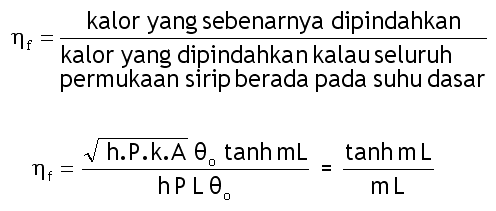 kalor yang sebenarnya dipindahkan
η_f = ———
kalor yang dipindahkan kalau seluruh
permukaan sirip berada pada suhu dasar
√h.P.k.A θ_o tanh mL tanh m L
η_f = ——— = ———
h P L θ_o m L